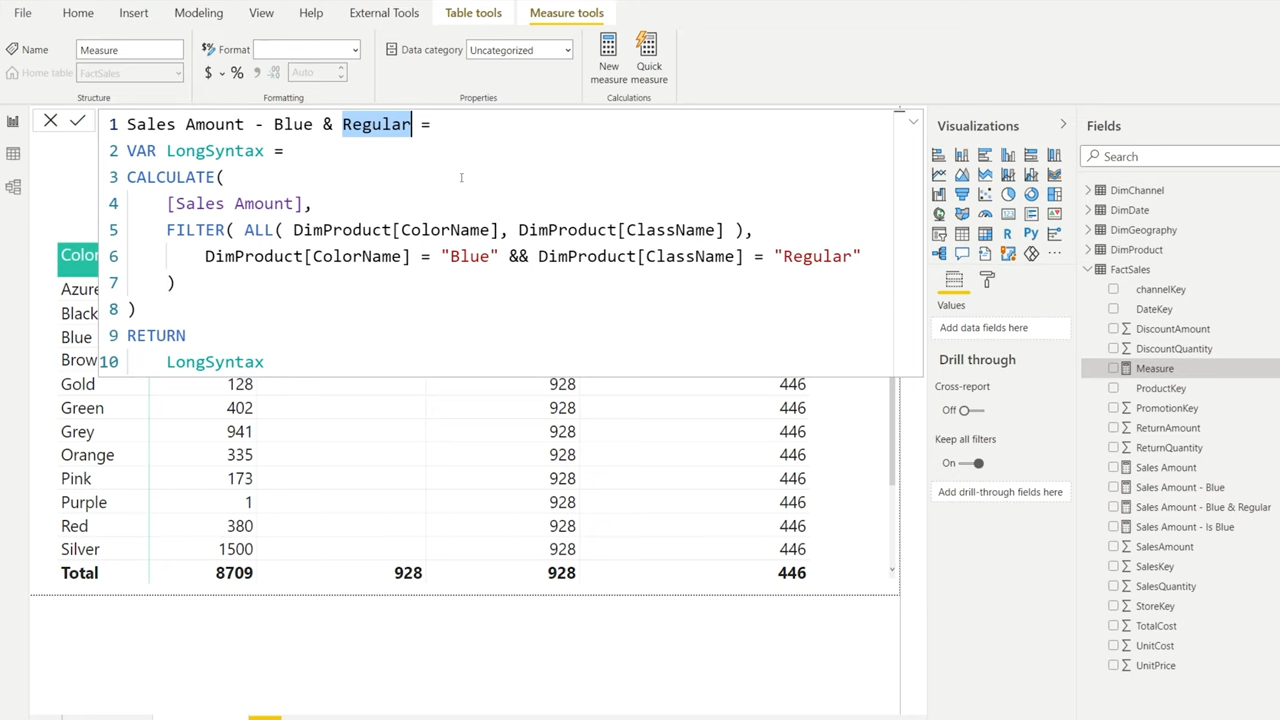 File Home Insert Modeling View Help External Tools Table tools Measure tools
Name Measure
Home table FactSales
Structure
Format
$ % , Auto
Formatting
Data category Uncategorized
Properties
New measure
Quick measure
Calculations
1 Sales Amount - Blue & Regular =
2 VAR LongSyntax =
3 CALCULATE(
4 [Sales Amount],
5 FILTER( ALL( DimProduct[ColorName], DimProduct[ClassName] ),
6 DimProduct[ColorName] = "Blue" && DimProduct[ClassName] = "Regular"
7 )
8 )
9 RETURN
10 LongSyntax
Color
Azure
Black
Blue
Brow
Gold 128 928 446
Green 402 928 446
Grey 941 928 446
Orange 335 928 446
Pink 173 928 446
Purple 1 928 446
Red 380 928 446
Silver 1500 928 446
Total 8709 928 928 446
Visualizations
R Py
Values
Add data fields here
Drill through
Cross-report
Off
Keep all filters
On
Add drill-through fields here
Fields
Search
DimChannel
DimDate
DimGeography
DimProduct
FactSales
channelKey
DateKey
DiscountAmount
DiscountQuantity
Measure
ProductKey
PromotionKey
ReturnAmount
ReturnQuantity
Sales Amount
Sales Amount - Blue
Sales Amount - Blue & Regular
Sales Amount - Is Blue
SalesAmount
SalesKey
SalesQuantity
StoreKey
TotalCost
UnitCost
UnitPrice